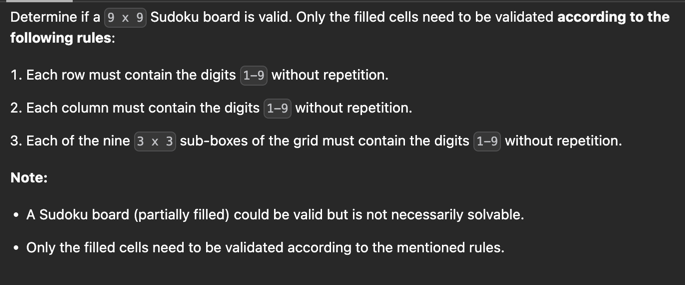 Determine if a 9 x 9 Sudoku board is valid. Only the filled cells need to be validated according to the
following rules:
1. Each row must contain the digits 1-9 without repetition.
2. Each column must contain the digits 1-9 without repetition.
3. Each of the nine 3 x 3 sub-boxes of the grid must contain the digits 1-9 without repetition.
Note:
• A Sudoku board (partially filled) could be valid but is not necessarily solvable.
• Only the filled cells need to be validated according to the mentioned rules.